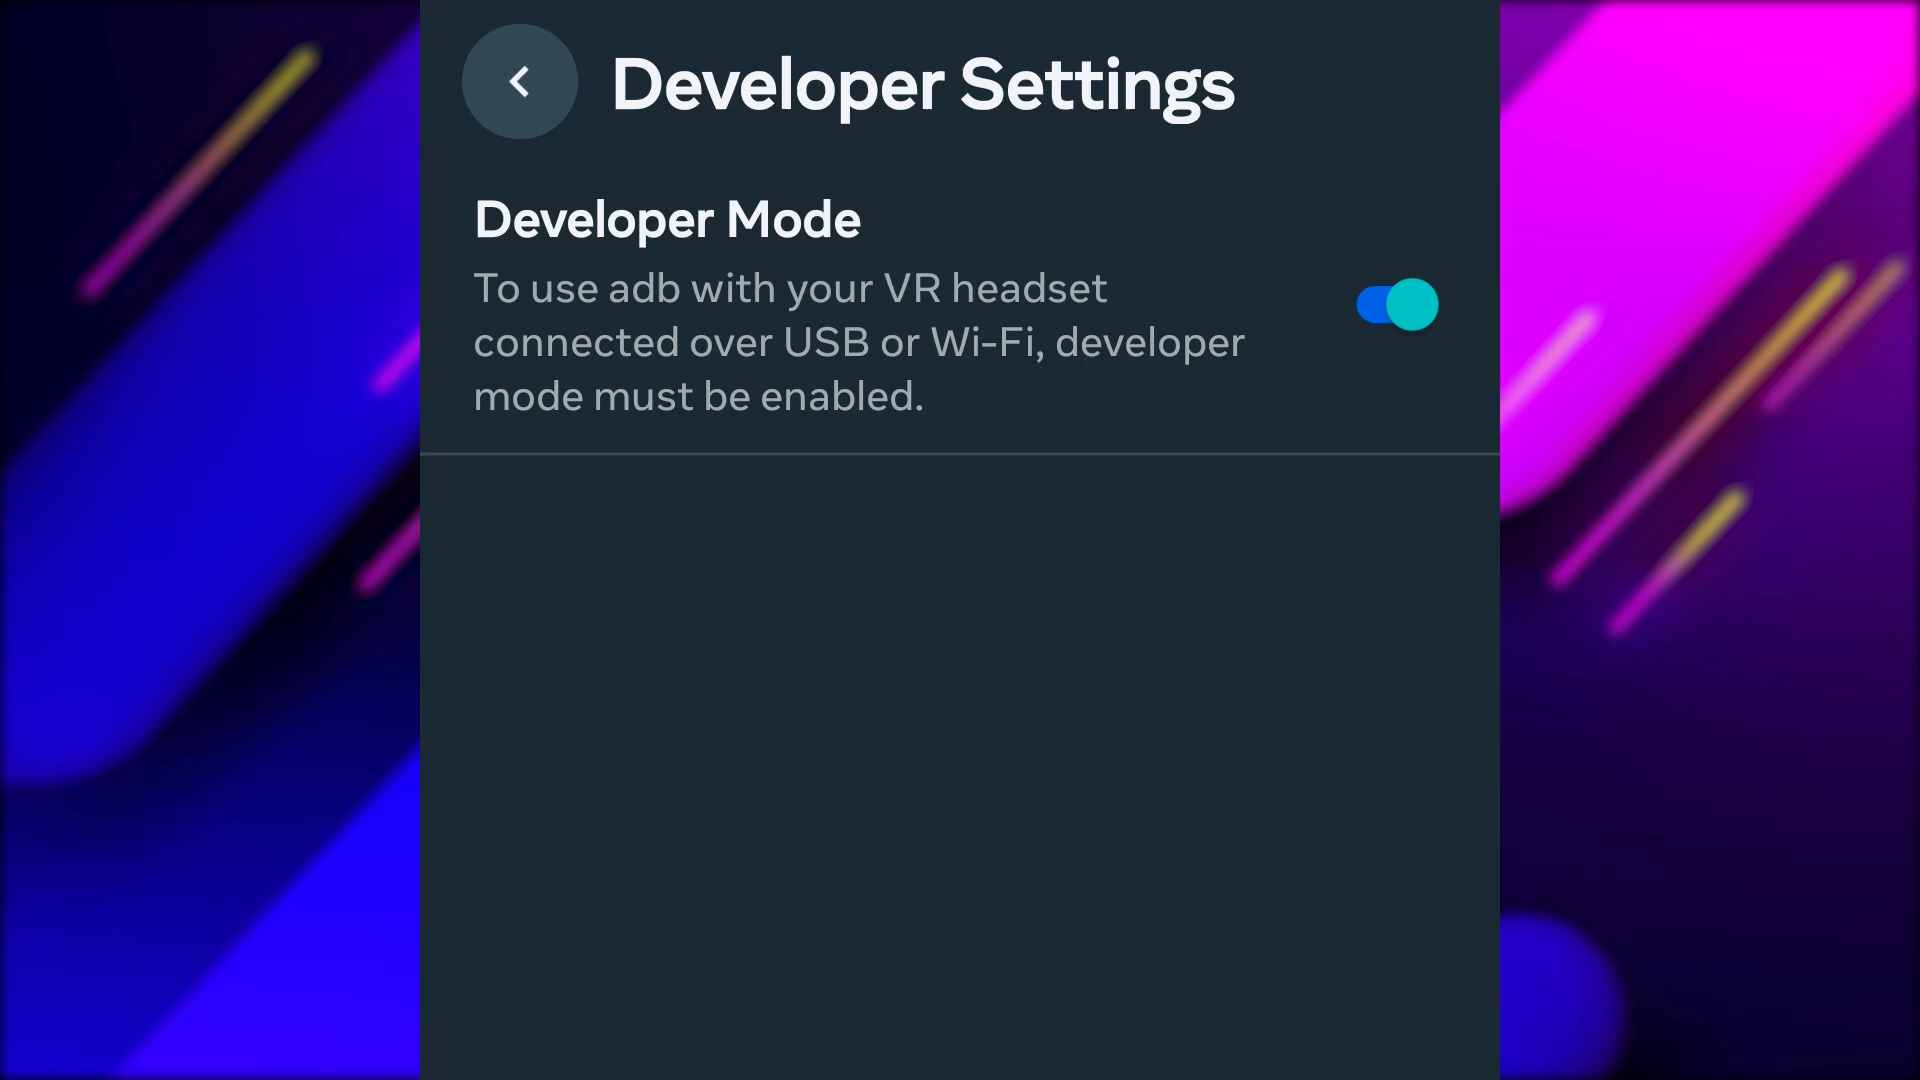 Developer Settings
Developer Mode
To use adb with your VR headset
connected over USB or Wi-Fi, developer
mode must be enabled.